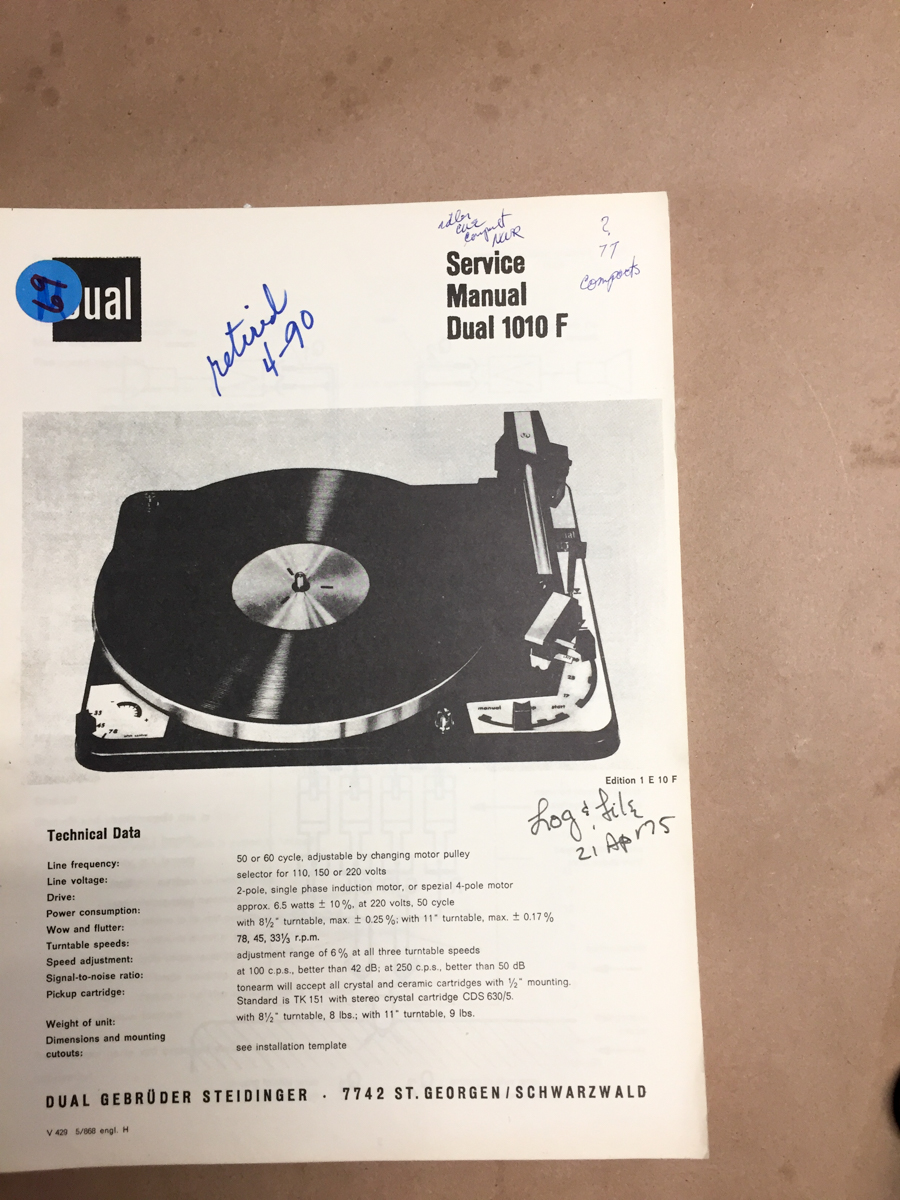 69
Dual
retired
4-90
compact
?
77
compacts
Service
Manual
Dual 1010 F
33
45
78
manual
start
Edition 1 E 10 F
Log & file
21 Apr 75
Technical Data
Line frequency: 50 or 60 cycle, adjustable by changing motor pulley
Line voltage: selector for 110, 150 or 220 volts
Drive: 2-pole, single phase induction motor, or spezial 4-pole motor
Power consumption: approx. 6.5 watts ± 10 %, at 220 volts, 50 cycle
Wow and flutter: with 8½" turntable, max. ± 0.25 %; with 11" turntable, max. ± 0.17 %
Turntable speeds: 78, 45, 33⅓ r.p.m.
Speed adjustment: adjustment range of 6 % at all three turntable speeds
Signal-to-noise ratio: at 100 c.p.s., better than 42 dB; at 250 c.p.s., better than 50 dB
Pickup cartridge: tonearm will accept all crystal and ceramic cartridges with ½" mounting.
Standard is TK 151 with stereo crystal cartridge CDS 630/5.
Weight of unit: with 8½" turntable, 8 lbs.; with 11" turntable, 9 lbs.
Dimensions and mounting
cutouts: see installation template
DUAL GEBRÜDER STEIDINGER · 7742 ST. GEORGEN / SCHWARZWALD
V 429 5/868 engl. H